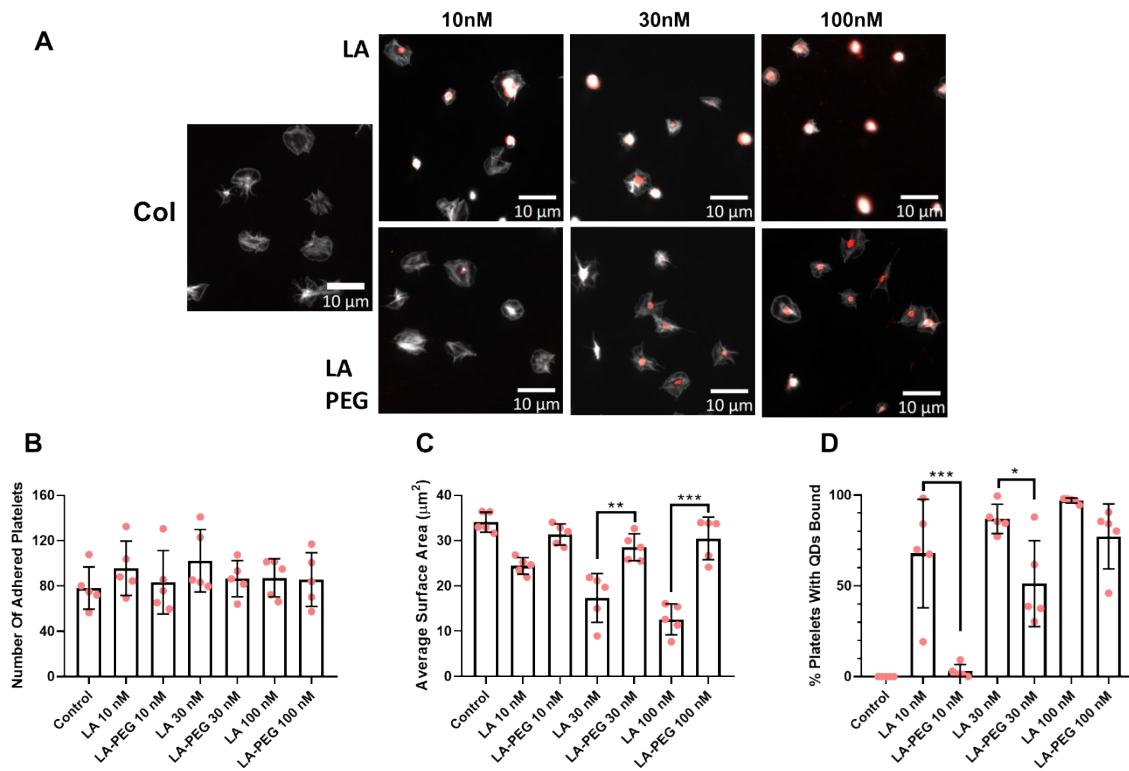 A
10nM
30nM
100nM
LA
10 µm
10 µm
10 µm
Col
10 µm
LA
PEG
10 µm
10 µm
10 µm
B
Number Of Adhered Platelets
160
120
80
40
0
Control
LA 10 nM
LA-PEG 10 nM
LA 30 nM
LA-PEG 30 nM
LA 100 nM
LA-PEG 100 nM
C
Average Surface Area (µm²)
40
30
20
10
0
**
***
Control
LA 10 nM
LA-PEG 10 nM
LA 30 nM
LA-PEG 30 nM
LA 100 nM
LA-PEG 100 nM
D
% Platelets With QDs Bound
100
50
0
***
*
Control
LA 10 nM
LA-PEG 10 nM
LA 30 nM
LA-PEG 30 nM
LA 100 nM
LA-PEG 100 nM